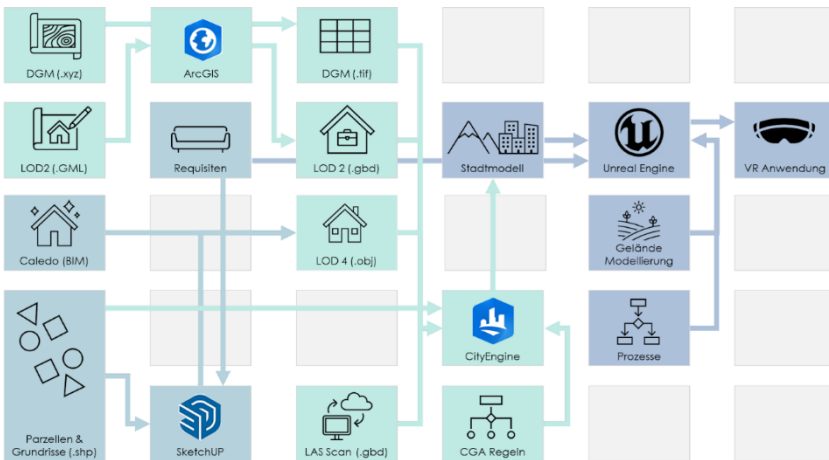 DGM (.xyz)
ArcGIS
DGM (.tif)
LOD2 (.GML)
Requisiten
LOD 2 (.gbd)
Stadtmodell
Unreal Engine
VR Anwendung
Caledo (BIM)
LOD 4 (.obj)
Gelände
Modellierung
CityEngine
Prozesse
Parzellen &
Grundrisse (.shp)
SketchUP
LAS Scan (.gbd)
CGA Regeln